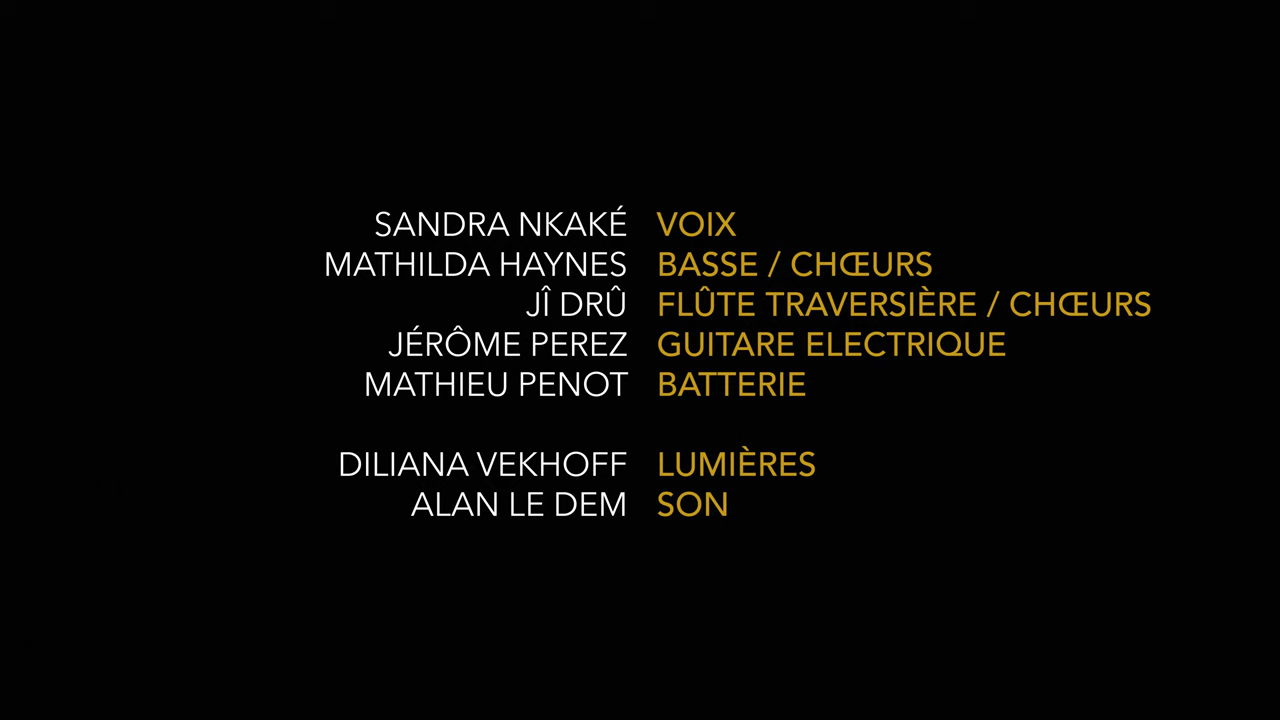 SANDRA NKAKÉ VOIX
MATHILDA HAYNES BASSE / CHŒURS
JÎ DRÛ FLÛTE TRAVERSIÈRE / CHŒURS
JÉRÔME PEREZ GUITARE ELECTRIQUE
MATHIEU PENOT BATTERIE
DILIANA VEKHOFF LUMIÈRES
ALAN LE DEM SON